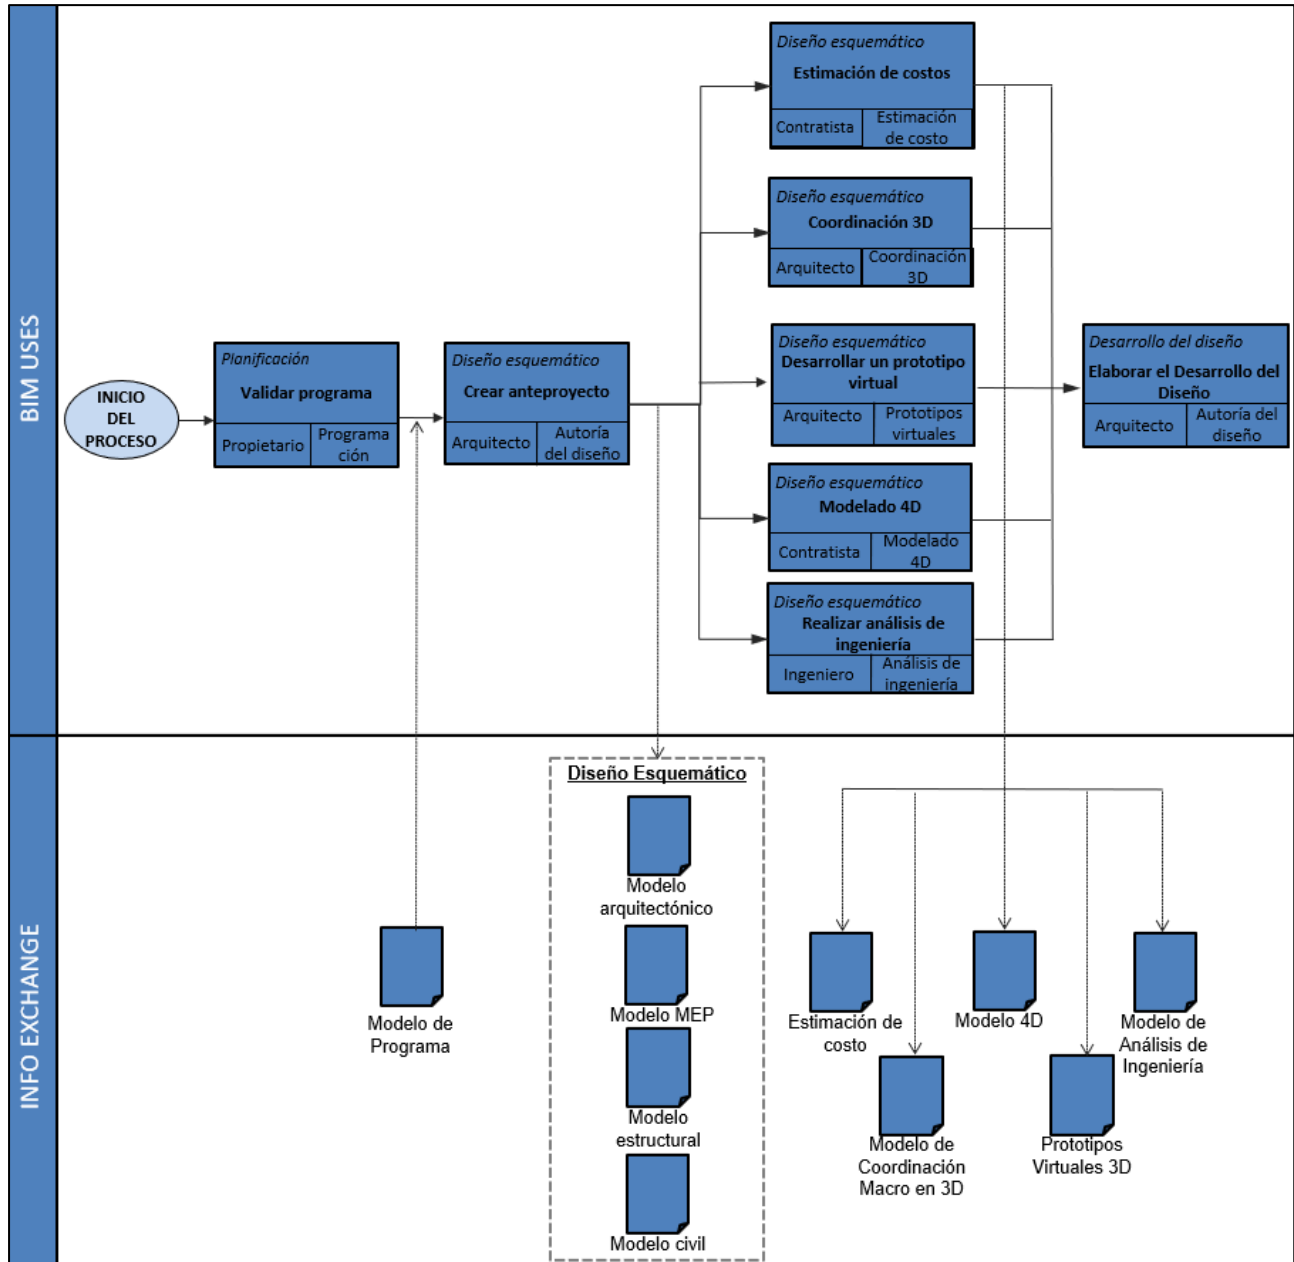 BIM USES
INICIO
DEL
PROCESO
Planificación
Validar programa
Propietario
Programa
ción
Diseño esquemático
Crear anteproyecto
Arquitecto
Autoría
del diseño
Diseño esquemático
Estimación de costos
Contratista
Estimación
de costo
Diseño esquemático
Coordinación 3D
Arquitecto
Coordinación
3D
Diseño esquemático
Desarrollar un prototipo
virtual
Arquitecto
Prototipos
virtuales
Diseño esquemático
Modelado 4D
Contratista
Modelado
4D
Diseño esquemático
Realizar análisis de
ingeniería
Ingeniero
Análisis de
ingeniería
Desarrollo del diseño
Elaborar el Desarrollo del
Diseño
Arquitecto
Autoría del
diseño
INFO EXCHANGE
Modelo de
Programa
Diseño Esquemático
Modelo
arquitectónico
Modelo MEP
Modelo
estructural
Modelo civil
Estimación de
costo
Modelo de
Coordinación
Macro en 3D
Modelo 4D
Prototipos
Virtuales 3D
Modelo de
Análisis de
Ingeniería